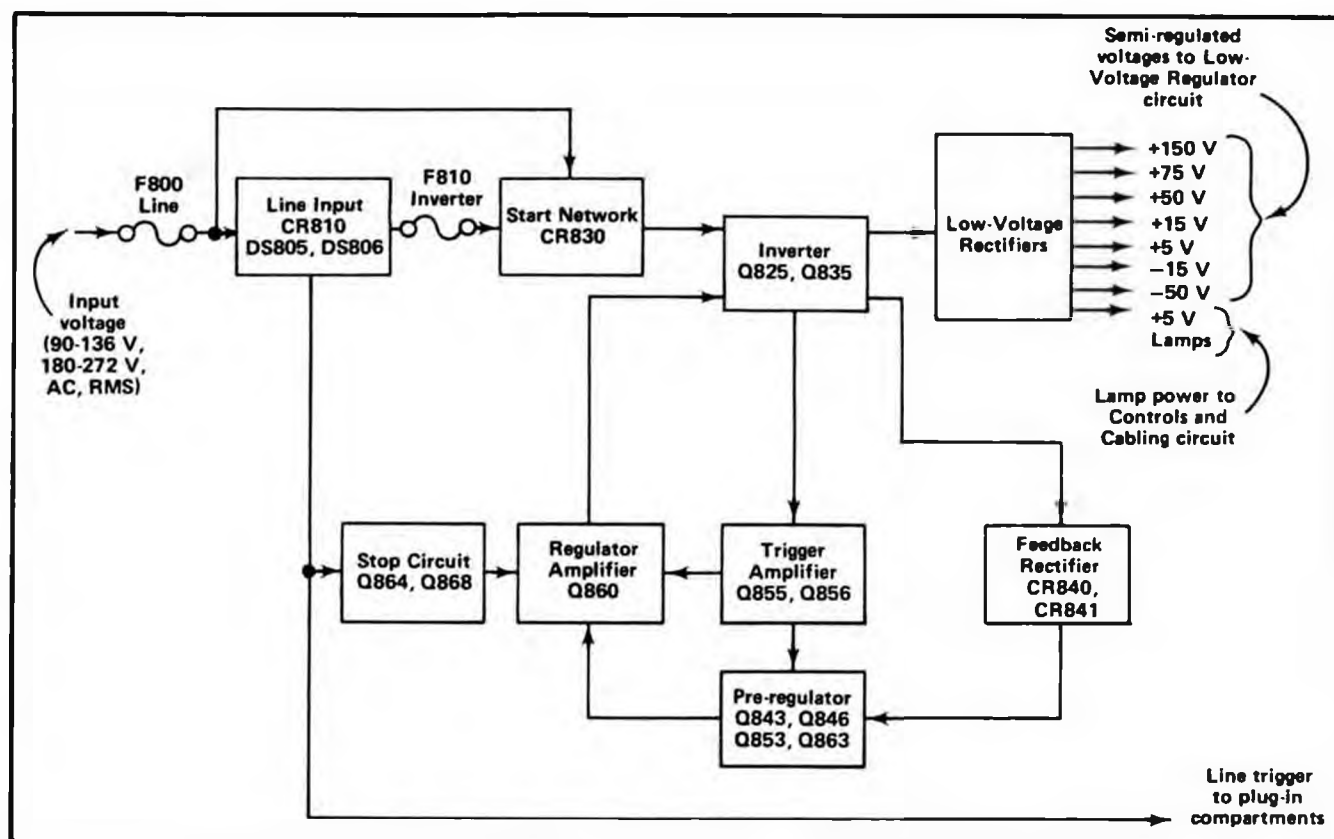 Semi-regulated
voltages to Low-
Voltage Regulator
circuit
F800
Line
Line Input
CR810
DS805, DS806
F810
Inverter
Start Network
CR830
Inverter
Q825, Q835
Low-Voltage
Rectifiers
+150 V
+75 V
+50 V
+15 V
+5 V
−15 V
−50 V
+5 V
Lamps
Input
voltage
(90-136 V,
180-272 V,
AC, RMS)
Lamp power to
Controls and
Cabling circuit
Stop Circuit
Q864, Q868
Regulator
Amplifier
Q860
Trigger
Amplifier
Q855, Q856
Feedback
Rectifier
CR840,
CR841
Pre-regulator
Q843, Q846
Q853, Q863
Line trigger
to plug-in
compartments